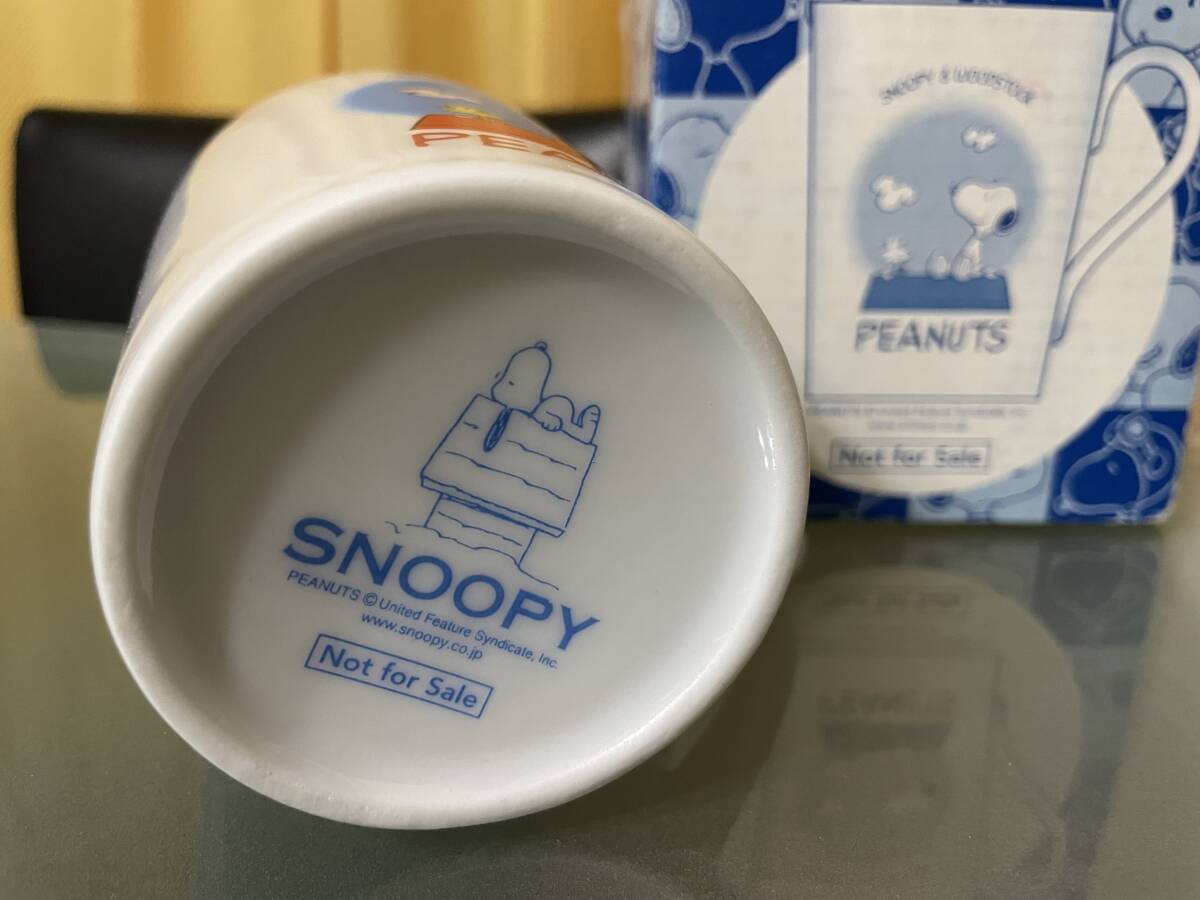 PEA
SNOOPY
PEANUTS © United Feature Syndicate, Inc.
www.snoopy.co.jp
Not for Sale
SNOOPY & WOODSTOCK
PEANUTS
Not for Sale